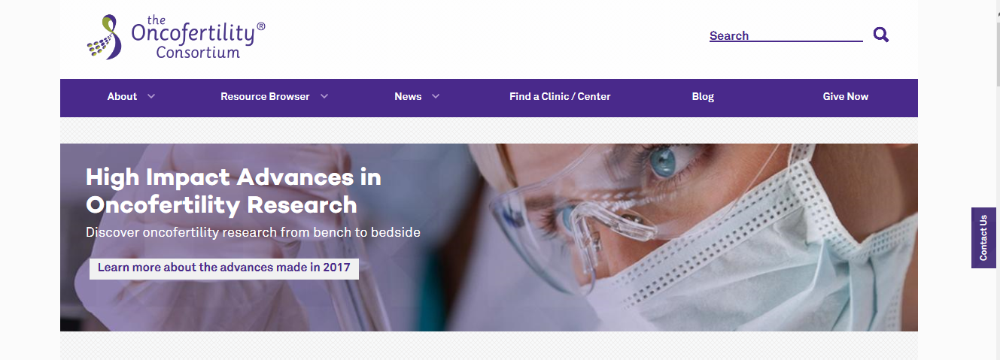 the
Oncofertility®
Consortium
Search
About
Resource Browser
News
Find a Clinic / Center
Blog
Give Now
High Impact Advances in
Oncofertility Research
Discover oncofertility research from bench to bedside
Learn more about the advances made in 2017
Contact Us